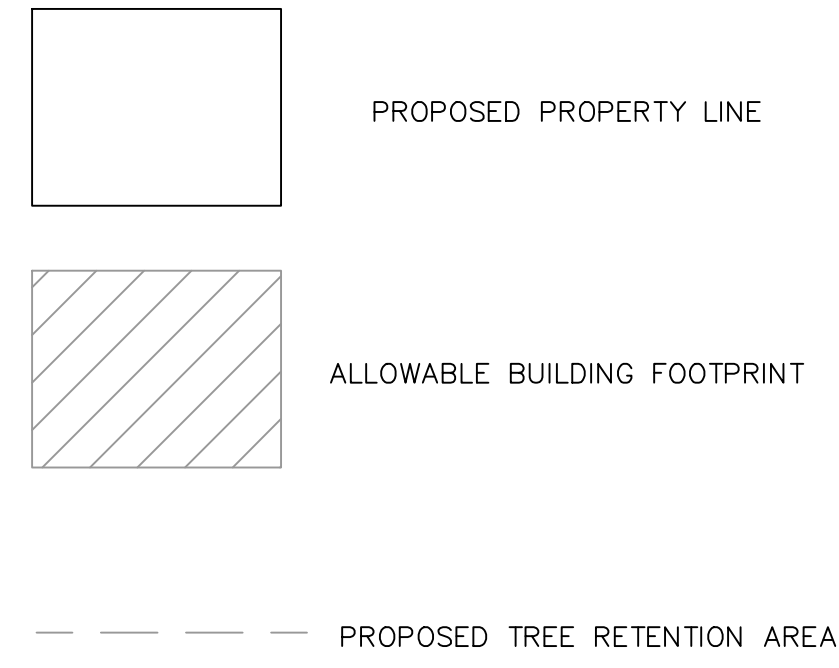 PROPOSED PROPERTY LINE
ALLOWABLE BUILDING FOOTPRINT
PROPOSED TREE RETENTION AREA